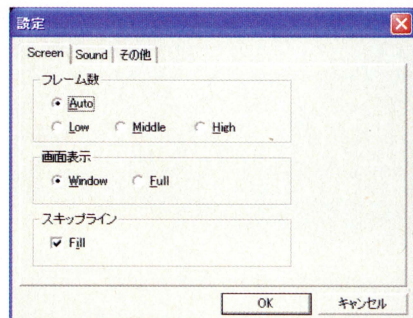 設定
Screen Sound その他
フレーム数
Auto
Low Middle High
画面表示
Window Full
スキップライン
Fill
OK キャンセル